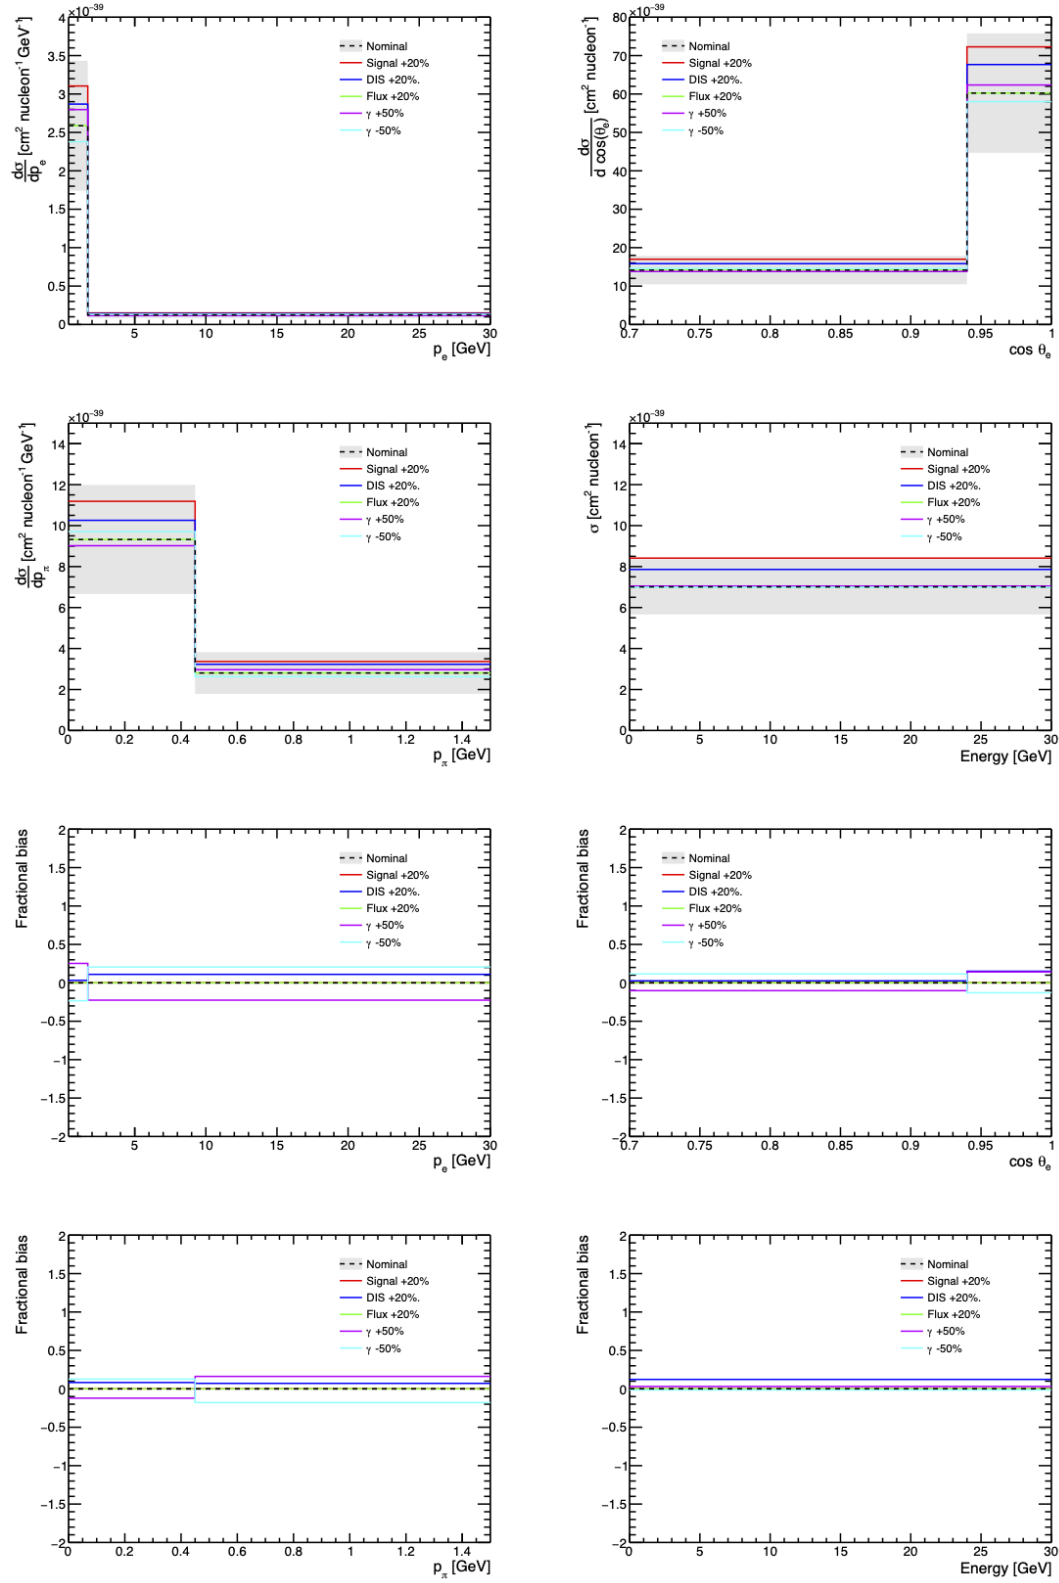 ×10⁻³⁹
dσ/dpₑ [cm² nucleon⁻¹ GeV⁻¹]
4
3.5
3
2.5
2
1.5
1
0.5
0
5 10 15 20 25 30
pₑ [GeV]
Nominal
Signal +20%
DIS +20%.
Flux +20%
γ +50%
γ -50%
×10⁻³⁹
dσ/d cos(θₑ) [cm² nucleon⁻¹]
80
70
60
50
40
30
20
10
0
0.7 0.75 0.8 0.85 0.9 0.95 1
cos θₑ
Nominal
Signal +20%
DIS +20%.
Flux +20%
γ +50%
γ -50%
×10⁻³⁹
dσ/dp_π [cm² nucleon⁻¹ GeV⁻¹]
14
12
10
8
6
4
2
0
0 0.2 0.4 0.6 0.8 1 1.2 1.4
p_π [GeV]
Nominal
Signal +20%
DIS +20%.
Flux +20%
γ +50%
γ -50%
×10⁻³⁹
σ [cm² nucleon⁻¹]
14
12
10
8
6
4
2
0
0 5 10 15 20 25 30
Energy [GeV]
Nominal
Signal +20%
DIS +20%.
Flux +20%
γ +50%
γ -50%
Fractional bias
2
1.5
1
0.5
0
−0.5
−1
−1.5
−2
5 10 15 20 25 30
pₑ [GeV]
Nominal
Signal +20%
DIS +20%.
Flux +20%
γ +50%
γ -50%
Fractional bias
2
1.5
1
0.5
0
−0.5
−1
−1.5
−2
0.7 0.75 0.8 0.85 0.9 0.95 1
cos θₑ
Nominal
Signal +20%
DIS +20%.
Flux +20%
γ +50%
γ -50%
Fractional bias
2
1.5
1
0.5
0
−0.5
−1
−1.5
−2
0 0.2 0.4 0.6 0.8 1 1.2 1.4
p_π [GeV]
Nominal
Signal +20%
DIS +20%.
Flux +20%
γ +50%
γ -50%
Fractional bias
2
1.5
1
0.5
0
−0.5
−1
−1.5
−2
0 5 10 15 20 25 30
Energy [GeV]
Nominal
Signal +20%
DIS +20%.
Flux +20%
γ +50%
γ -50%